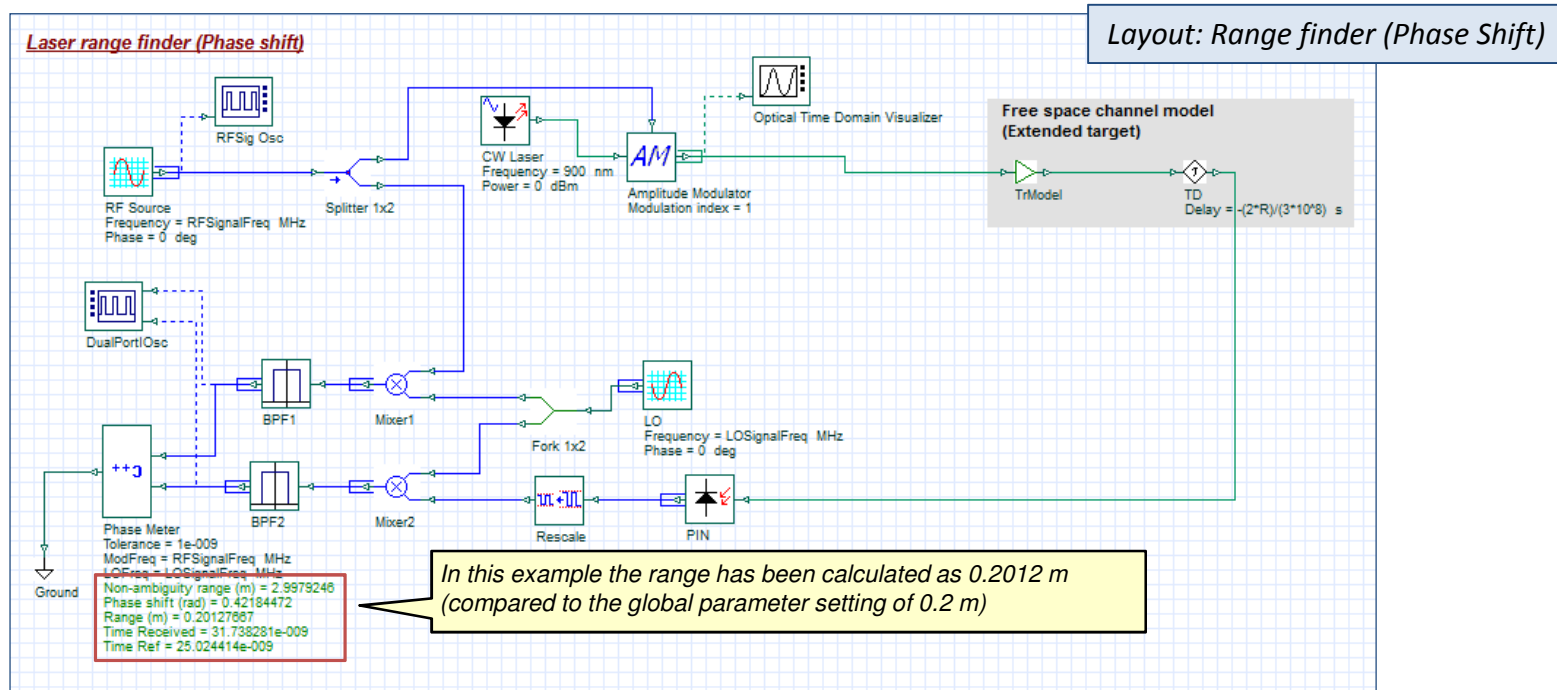 Layout: Range finder (Phase Shift)
Laser range finder (Phase shift)
RFSig Osc
Optical Time Domain Visualizer
Free space channel model
(Extended target)
CW Laser
Frequency = 900 nm
Power = 0 dBm
AM
Amplitude Modulator
Modulation index = 1
TrModel
TD
Delay = -(2*R)/(3*10^8) s
RF Source
Frequency = RFSignalFreq MHz
Phase = 0 deg
Splitter 1x2
DualPortIOsc
BPF1
Mixer1
Fork 1x2
LO
Frequency = LOSignalFreq MHz
Phase = 0 deg
BPF2
Mixer2
Rescale
PIN
Phase Meter
Tolerance = 1e-009
ModFreq = RFSignalFreq MHz
LOFreq = LOSignalFreq MHz
Non-ambiguity range (m) = 2.9979246
Phase shift (rad) = 0.42184472
Range (m) = 0.20127667
Time Received = 31.738281e-009
Time Ref = 25.024414e-009
Ground
In this example the range has been calculated as 0.2012 m
(compared to the global parameter setting of 0.2 m)